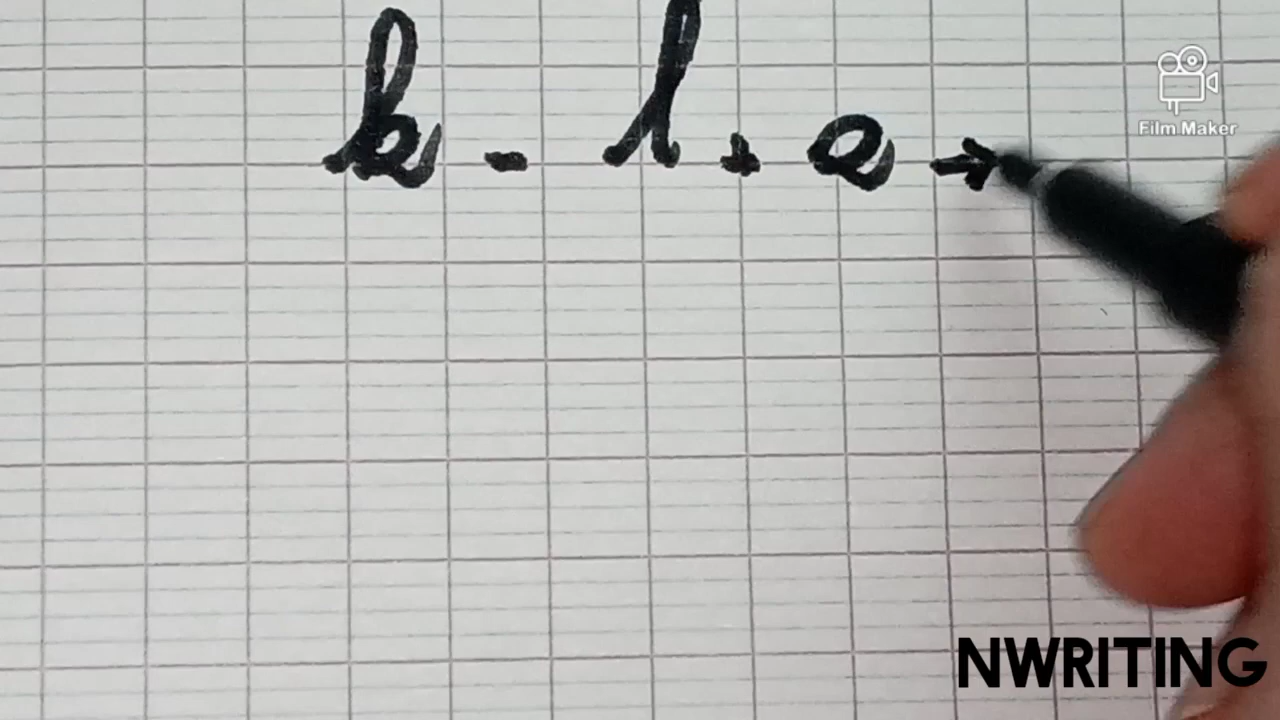 Film Maker
k - l + a →
NWRITING